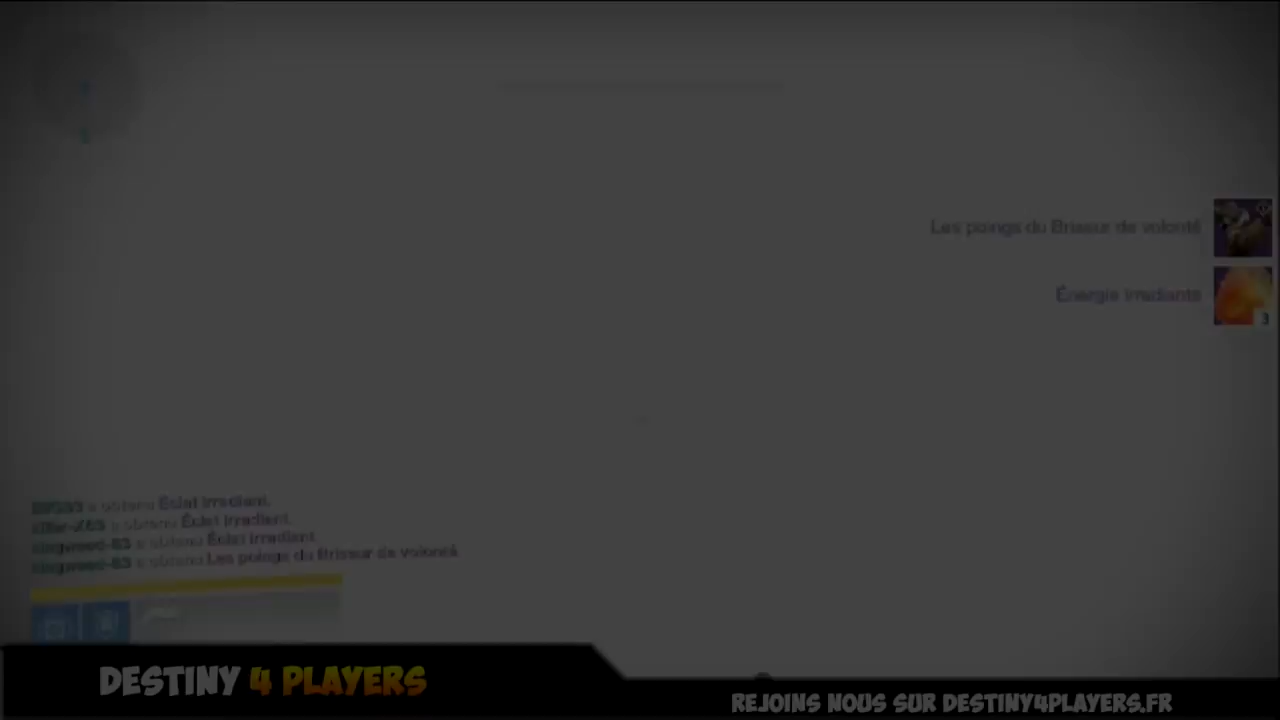 Les poings du Briseur de volonté
Énergie irradiante
3
a obtenu Éclat irradiant.
a obtenu Éclat irradiant.
a obtenu Éclat irradiant.
a obtenu Les poings du Briseur de volonté
DESTINY 4 PLAYERS
REJOINS NOUS SUR DESTINY4PLAYERS.FR